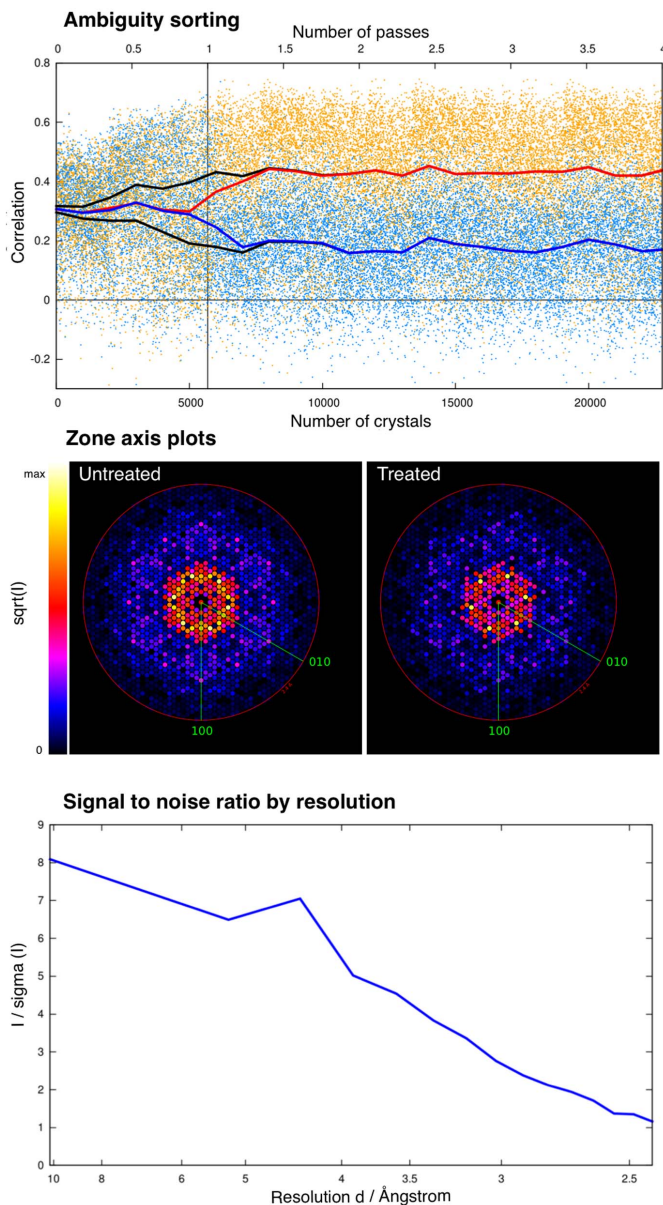 Ambiguity sorting
Number of passes
0 0.5 1 1.5 2 2.5 3 3.5 4
0.8
0.6
0.4
0.2
0
-0.2
Correlation
0 5000 10000 15000 20000
Number of crystals
Zone axis plots
max
sqrt(I)
0
Untreated
010
100
Treated
010
100
Signal to noise ratio by resolution
9
8
7
6
5
4
3
2
1
0
I / sigma (I)
10 8 6 5 4 3.5 3 2.5
Resolution d / Ångstrom